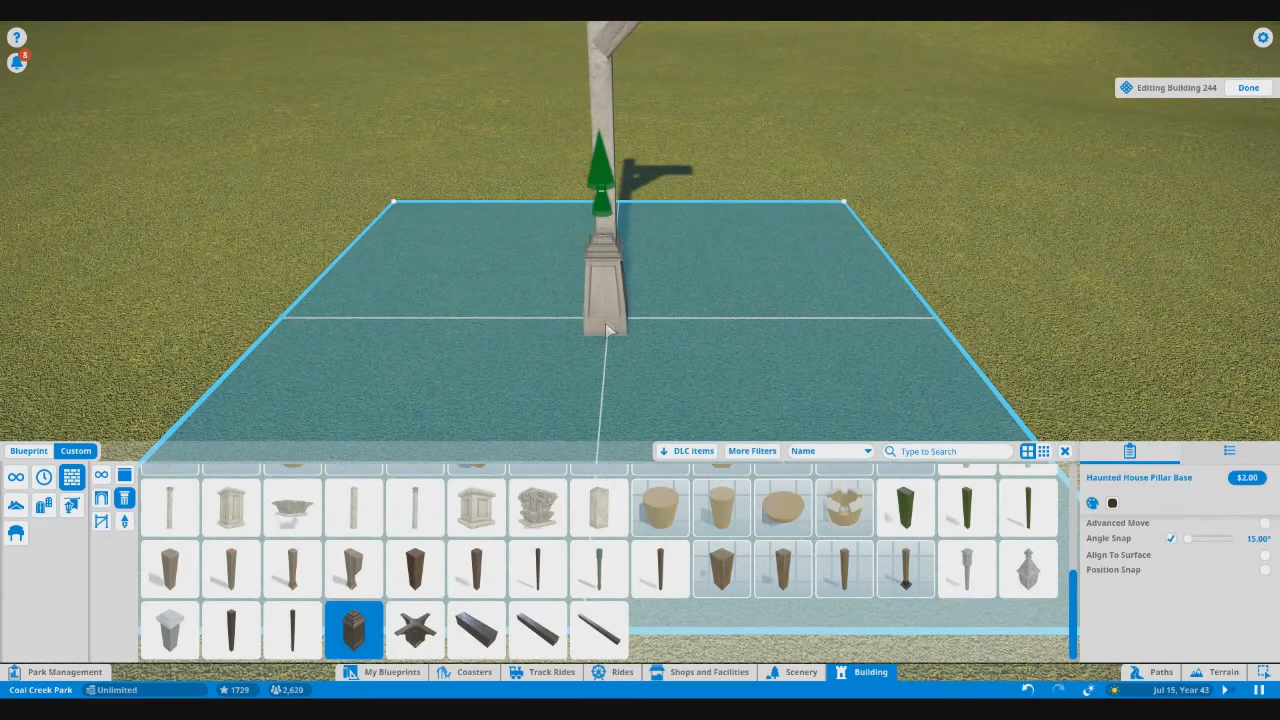 ?
8
Editing Building 244 Done
Blueprint Custom
DLC items More Filters Name Type to Search
Haunted House Pillar Base $2.00
Advanced Move
Angle Snap 15.00°
Align To Surface
Position Snap
Park Management My Blueprints Coasters Track Rides Rides Shops and Facilities Scenery Building Paths Terrain
Coal Creek Park Unlimited 1729 2,620 Jul 15, Year 43